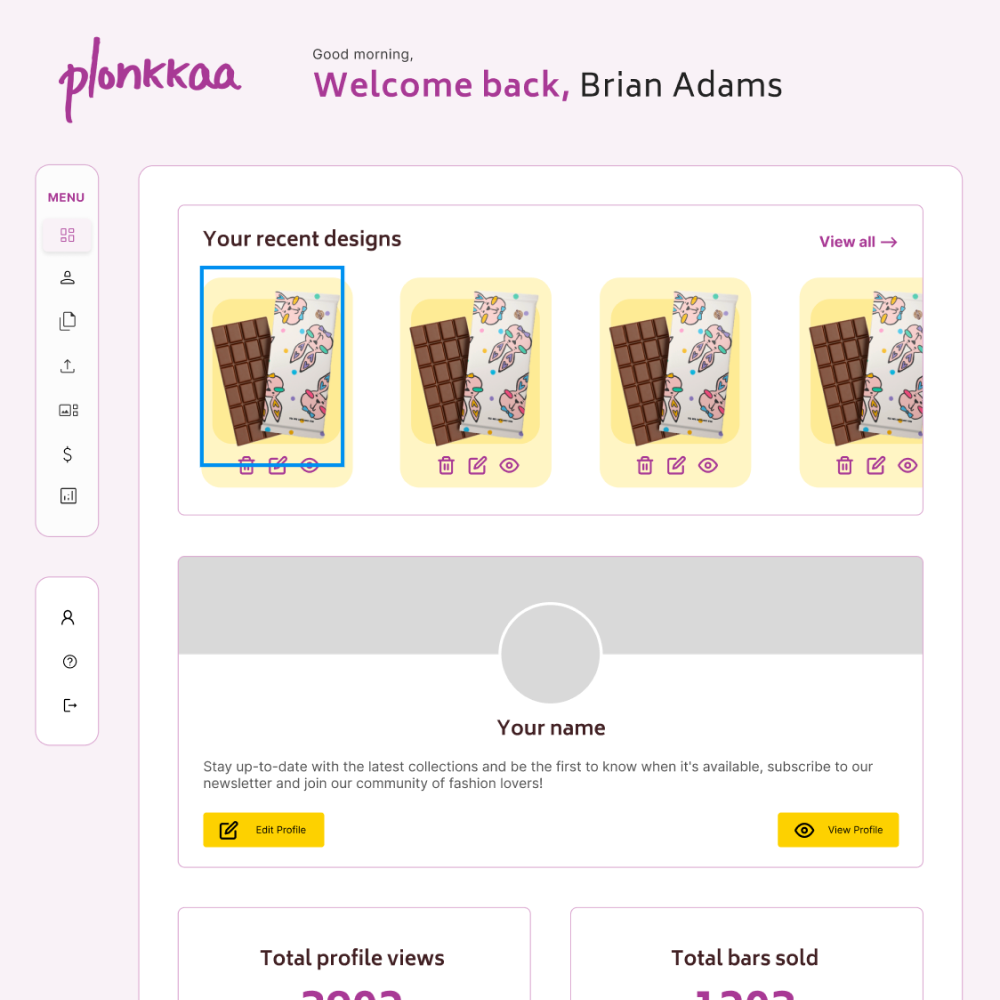 plonkkaa
Good morning,
Welcome back, Brian Adams
MENU
Your recent designs
View all
Your name
Stay up-to-date with the latest collections and be the first to know when it's available, subscribe to our
newsletter and join our community of fashion lovers!
Edit Profile
View Profile
Total profile views
Total bars sold